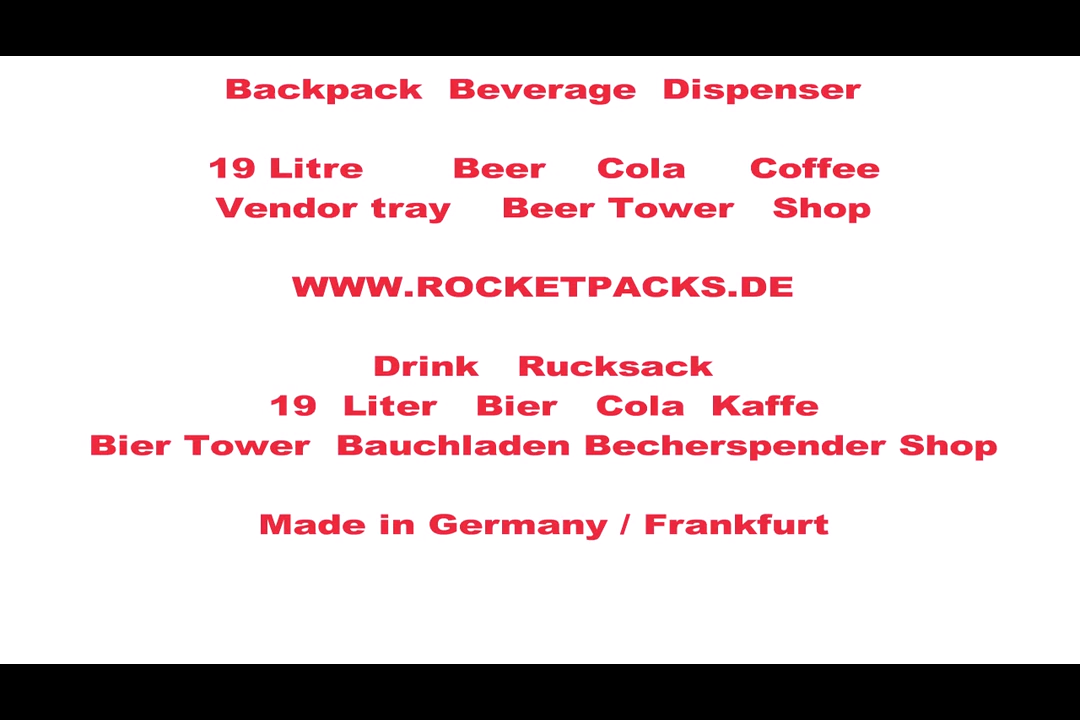 Backpack Beverage Dispenser
19 Litre Beer Cola Coffee
Vendor tray Beer Tower Shop
WWW.ROCKETPACKS.DE
Drink Rucksack
19 Liter Bier Cola Kaffe
Bier Tower Bauchladen Becherspender Shop
Made in Germany / Frankfurt